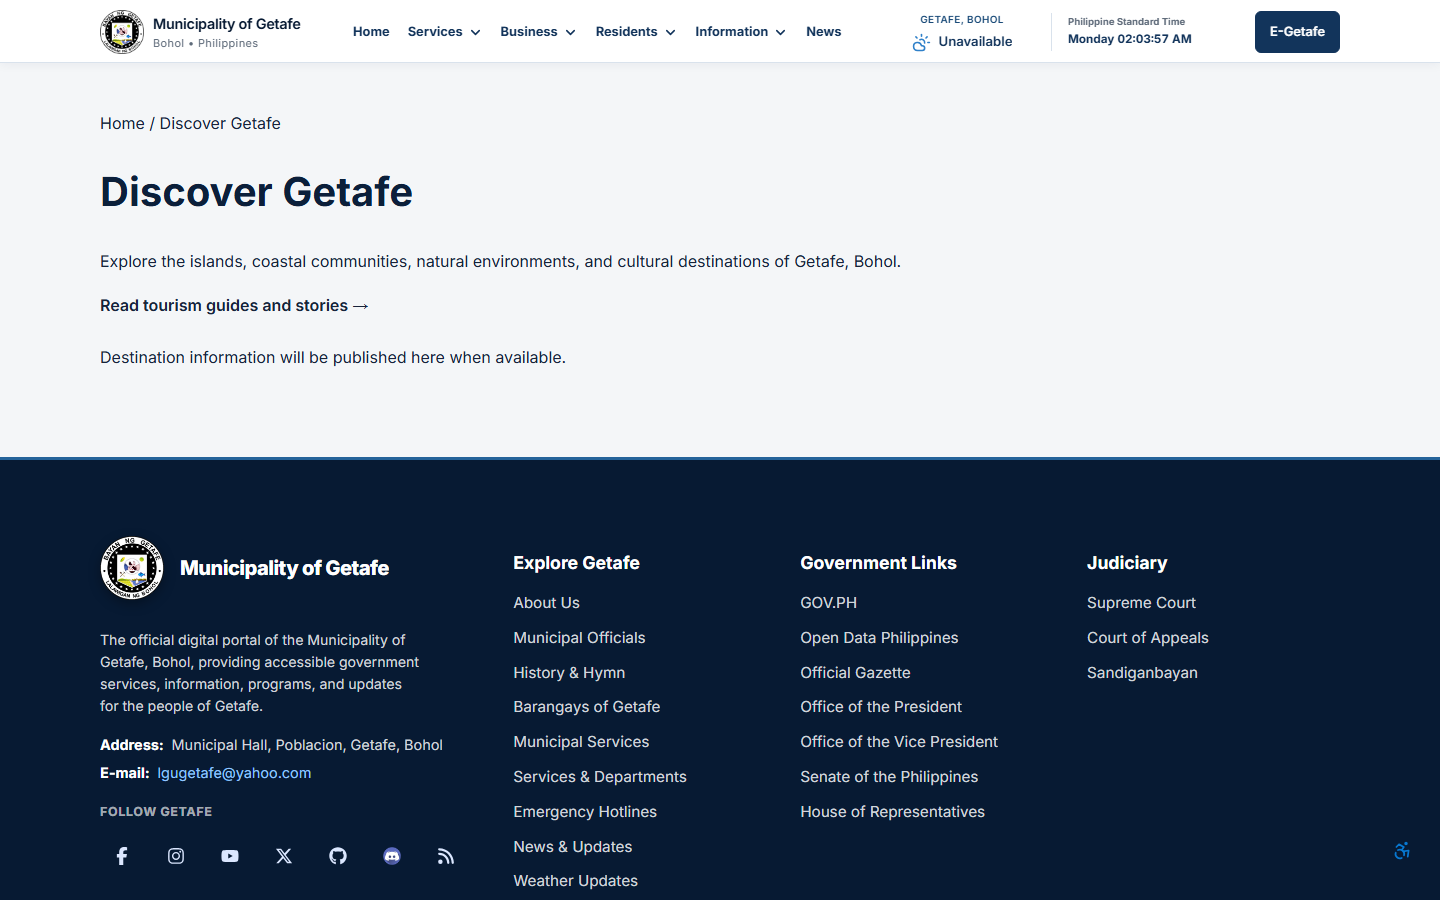 Municipality of Getafe
Bohol • Philippines
Home
Services
Business
Residents
Information
News
GETAFE, BOHOL
Unavailable
Philippine Standard Time
Monday 02:03:57 AM
E-Getafe
Home / Discover Getafe
Discover Getafe
Explore the islands, coastal communities, natural environments, and cultural destinations of Getafe, Bohol.
Read tourism guides and stories →
Destination information will be published here when available.
BAYAN NG GETAFE
Municipality of Getafe
The official digital portal of the Municipality of
Getafe, Bohol, providing accessible government
services, information, programs, and updates
for the people of Getafe.
Address: Municipal Hall, Poblacion, Getafe, Bohol
E-mail: lgugetafe@yahoo.com
FOLLOW GETAFE
Explore Getafe
About Us
Municipal Officials
History & Hymn
Barangays of Getafe
Municipal Services
Services & Departments
Emergency Hotlines
News & Updates
Weather Updates
Government Links
GOV.PH
Open Data Philippines
Official Gazette
Office of the President
Office of the Vice President
Senate of the Philippines
House of Representatives
Judiciary
Supreme Court
Court of Appeals
Sandiganbayan